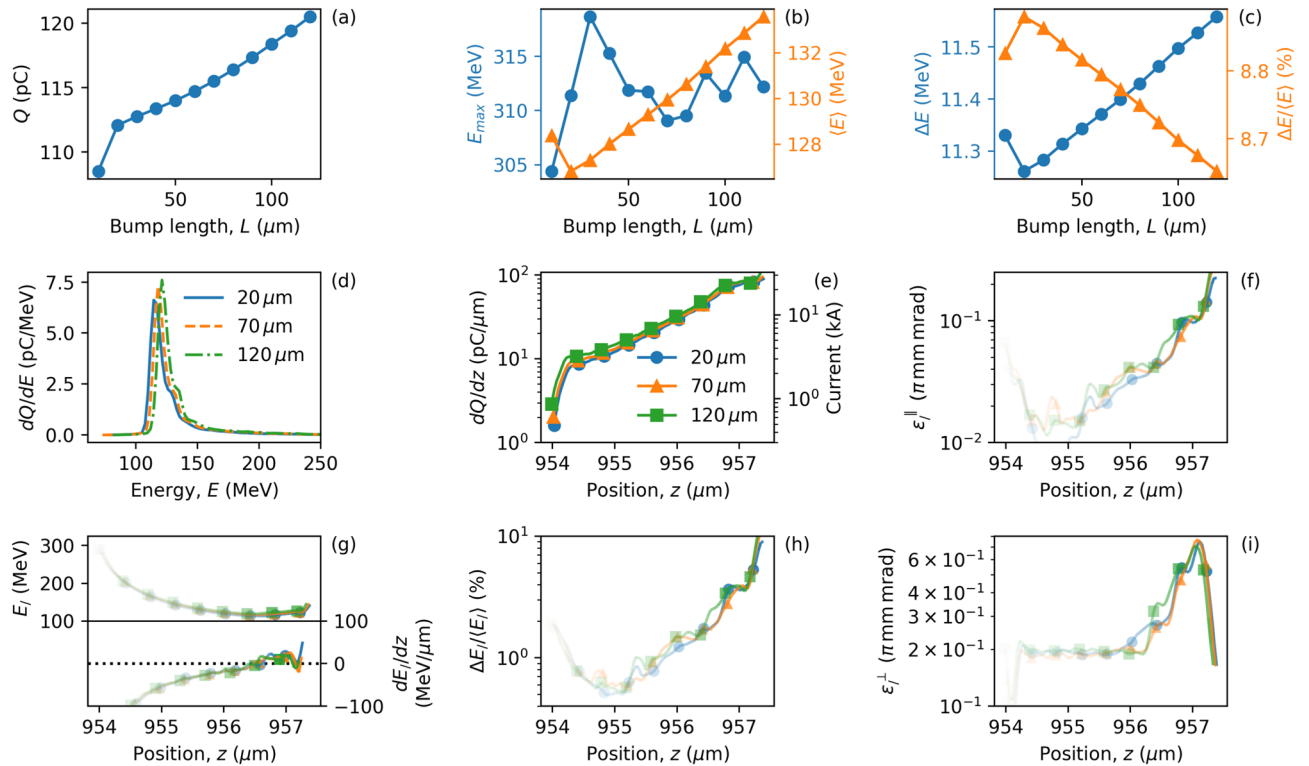 (a)
120
115
110
Q (pC)
50
100
Bump length, L (μm)
(b)
315
310
305
E_max (MeV)
132
130
128
⟨E⟩ (MeV)
50
100
Bump length, L (μm)
(c)
11.5
11.4
11.3
ΔE (MeV)
8.8
8.7
ΔE/⟨E⟩ (%)
50
100
Bump length, L (μm)
(d)
7.5
5.0
2.5
0.0
dQ/dE (pC/MeV)
20 μm
70 μm
120 μm
100
150
200
250
Energy, E (MeV)
(e)
10²
10¹
10⁰
dQ/dz (pC/μm)
10¹
10⁰
Current (kA)
20 μm
70 μm
120 μm
954
955
956
957
Position, z (μm)
(f)
10⁻¹
10⁻²
ε_l^∥ (π mm mrad)
954
955
956
957
Position, z (μm)
(g)
300
200
100
E_l (MeV)
100
0
−100
dE_l/dz
(MeV/μm)
954
955
956
957
Position, z (μm)
(h)
10¹
10⁰
ΔE_l/⟨E_l⟩ (%)
954
955
956
957
Position, z (μm)
(i)
6 × 10⁻¹
4 × 10⁻¹
3 × 10⁻¹
2 × 10⁻¹
10⁻¹
ε_l^⊥ (π mm mrad)
954
955
956
957
Position, z (μm)